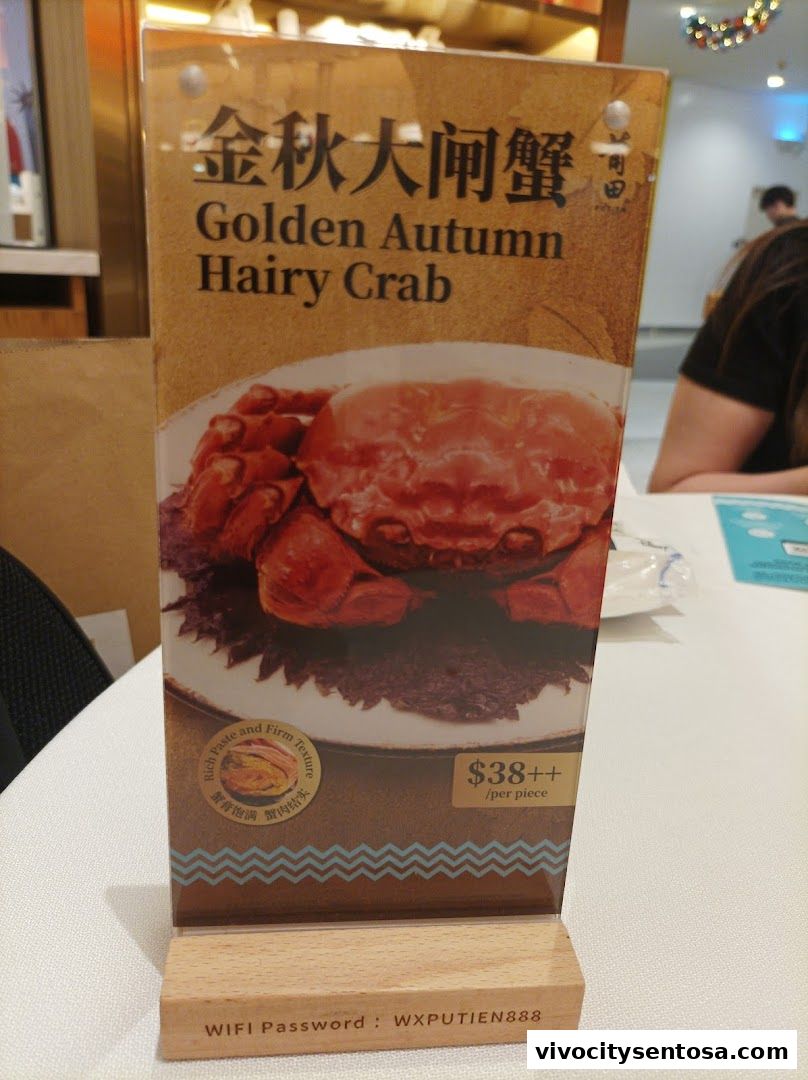 金秋大闸蟹
莆田
PUTIEN
Golden Autumn
Hairy Crab
Rich Paste and Firm Texture
蟹膏饱满 蟹肉结实
$38++
/per piece
WIFI Password : WXPUTIEN888
vivocitysentosa.com